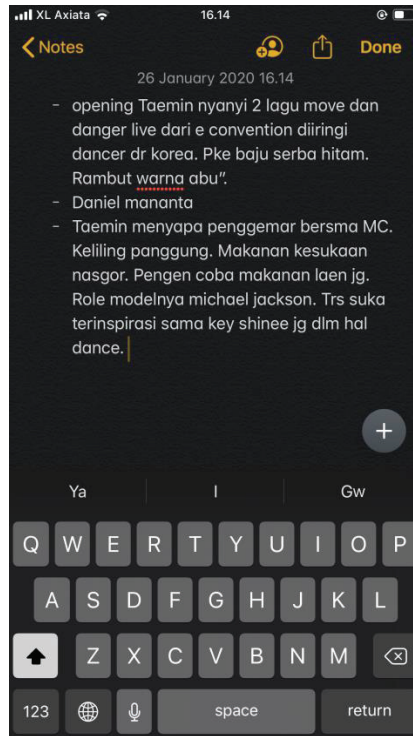 XL Axiata 16.14
Notes Done
26 January 2020 16.14
- opening Taemin nyanyi 2 lagu move dan
danger live dari e convention diiringi
dancer dr korea. Pke baju serba hitam.
Rambut warna abu”.
- Daniel mananta
- Taemin menyapa penggemar bersma MC.
Keliling panggung. Makanan kesukaan
nasgor. Pengen coba makanan laen jg.
Role modelnya michael jackson. Trs suka
terinspirasi sama key shinee jg dlm hal
dance.
Ya I Gw
Q W E R T Y U I O P
A S D F G H J K L
Z X C V B N M
123 space return